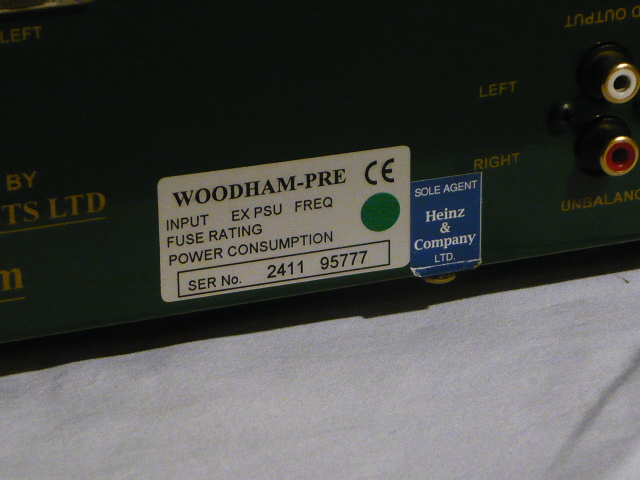 LEFT
D OUTPUT
LEFT
RIGHT
UNBALANC
BY
TS LTD
m
WOODHAM-PRE CE
INPUT EX PSU FREQ
FUSE RATING
POWER CONSUMPTION
SER No. 2411 95777
SOLE AGENT
Heinz
&
Company
LTD.